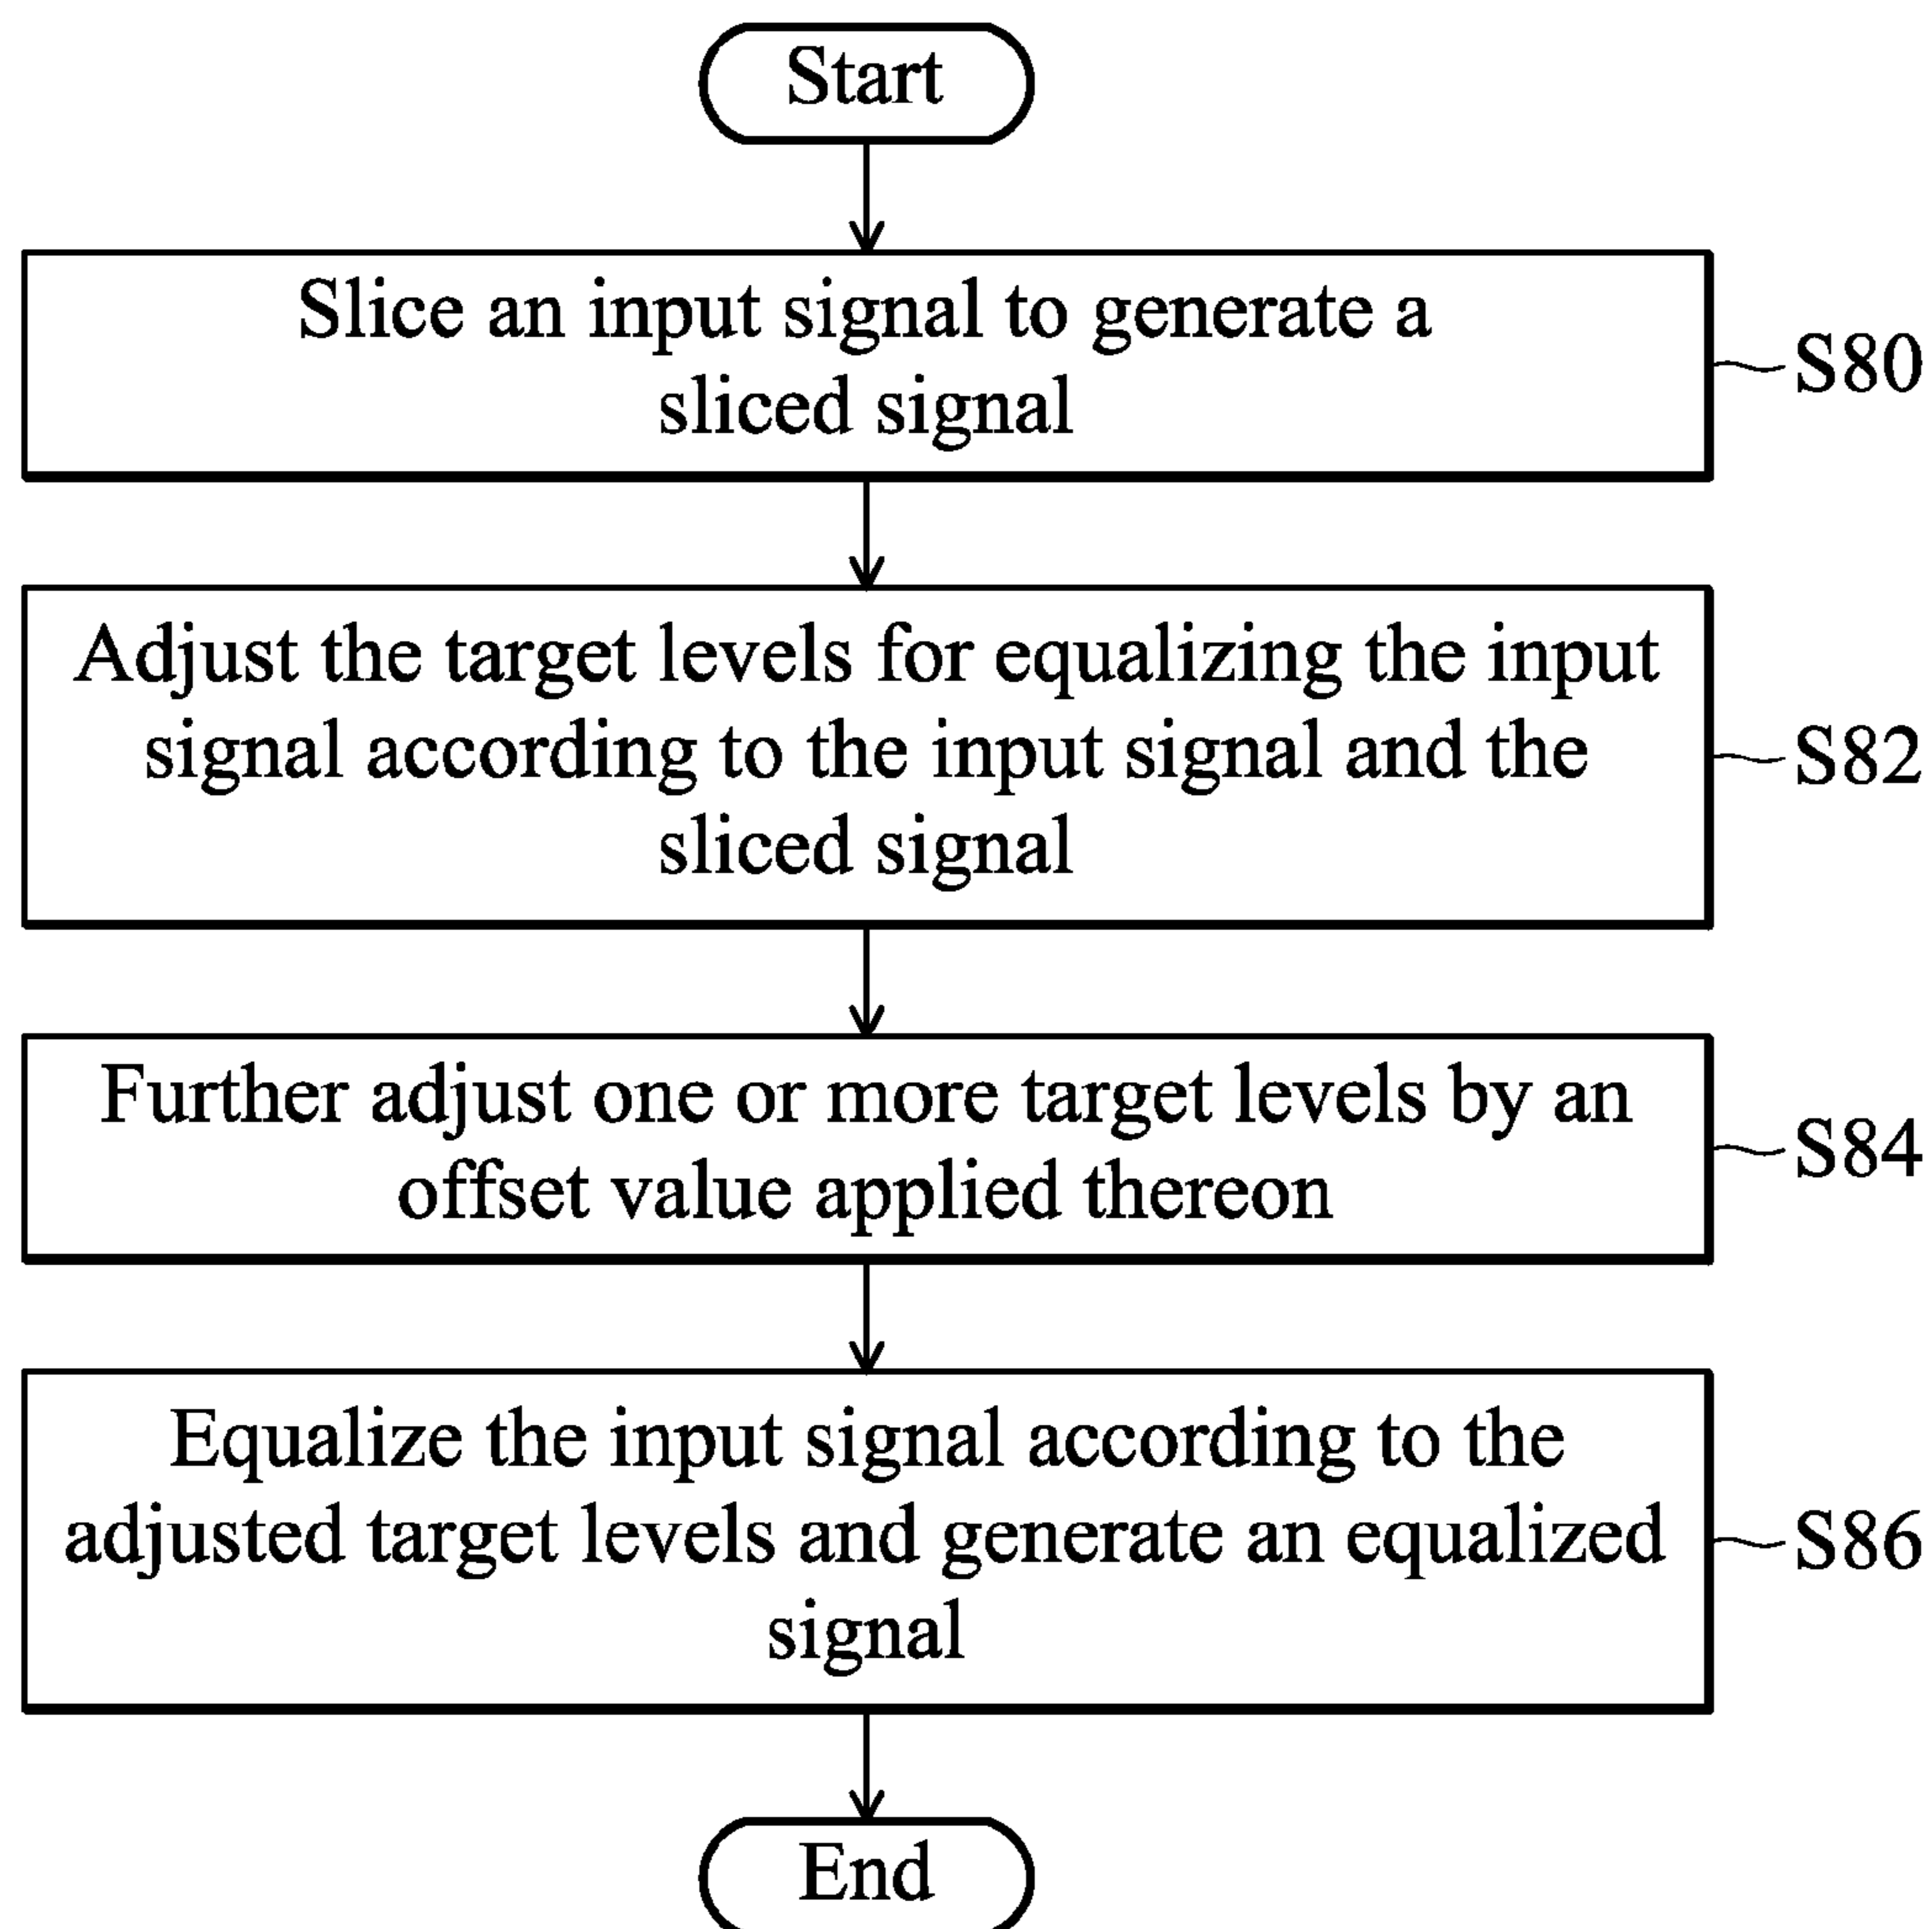 Start
Slice an input signal to generate a
sliced signal
S80
Adjust the target levels for equalizing the input
signal according to the input signal and the
sliced signal
S82
Further adjust one or more target levels by an
offset value applied thereon
S84
Equalize the input signal according to the
adjusted target levels and generate an equalized
signal
S86
End